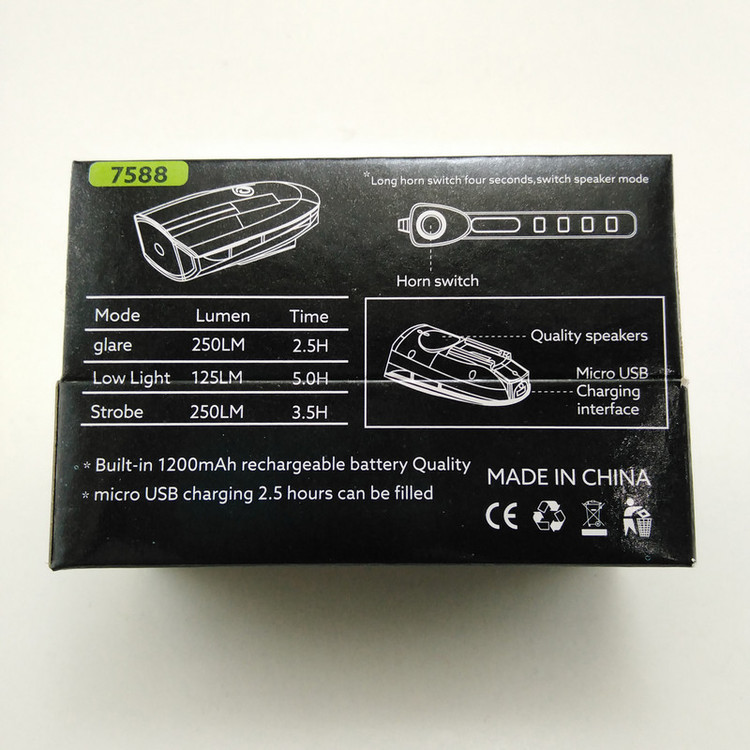 7588
*Long horn switch four seconds,switch speaker mode
Horn switch
Mode Lumen Time
glare 250LM 2.5H
Low Light 125LM 5.0H
Strobe 250LM 3.5H
Quality speakers
Micro USB
Charging
interface
* Built-in 1200mAh rechargeable battery Quality
* micro USB charging 2.5 hours can be filled
MADE IN CHINA
CE